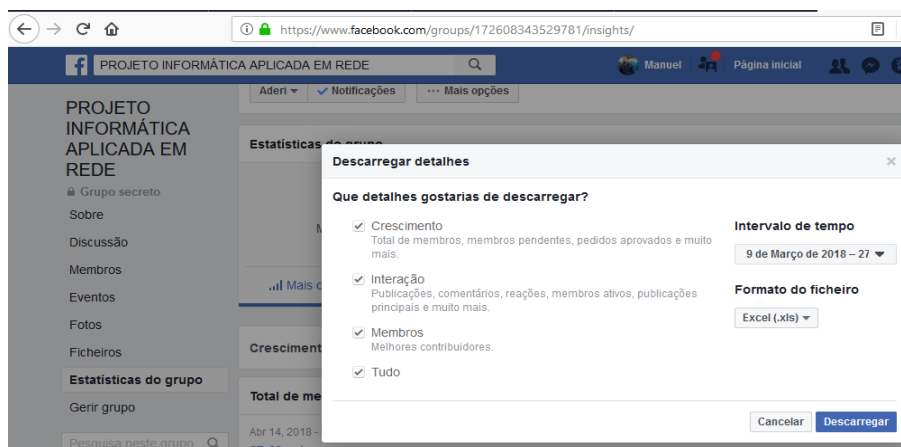 https://www.facebook.com/groups/172608343529781/insights/
PROJETO INFORMÁTICA APLICADA EM REDE
Manuel
Página inicial
PROJETO
INFORMÁTICA
APLICADA EM
REDE
Grupo secreto
Sobre
Discussão
Membros
Eventos
Fotos
Ficheiros
Estatísticas do grupo
Gerir grupo
Pesquisa neste grupo
Aderi
Notificações
Mais opções
Estatísticas do grupo
Mais
Total de me
Abr 14, 2018 -
Descarregar detalhes
Que detalhes gostarias de descarregar?
Crescimento
Total de membros, membros pendentes, pedidos aprovados e muito
mais.
Interação
Publicações, comentários, reações, membros ativos, publicações
principais e muito mais.
Membros
Melhores contribuidores.
Tudo
Intervalo de tempo
9 de Março de 2018 – 27
Formato do ficheiro
Excel (.xls)
Cancelar
Descarregar